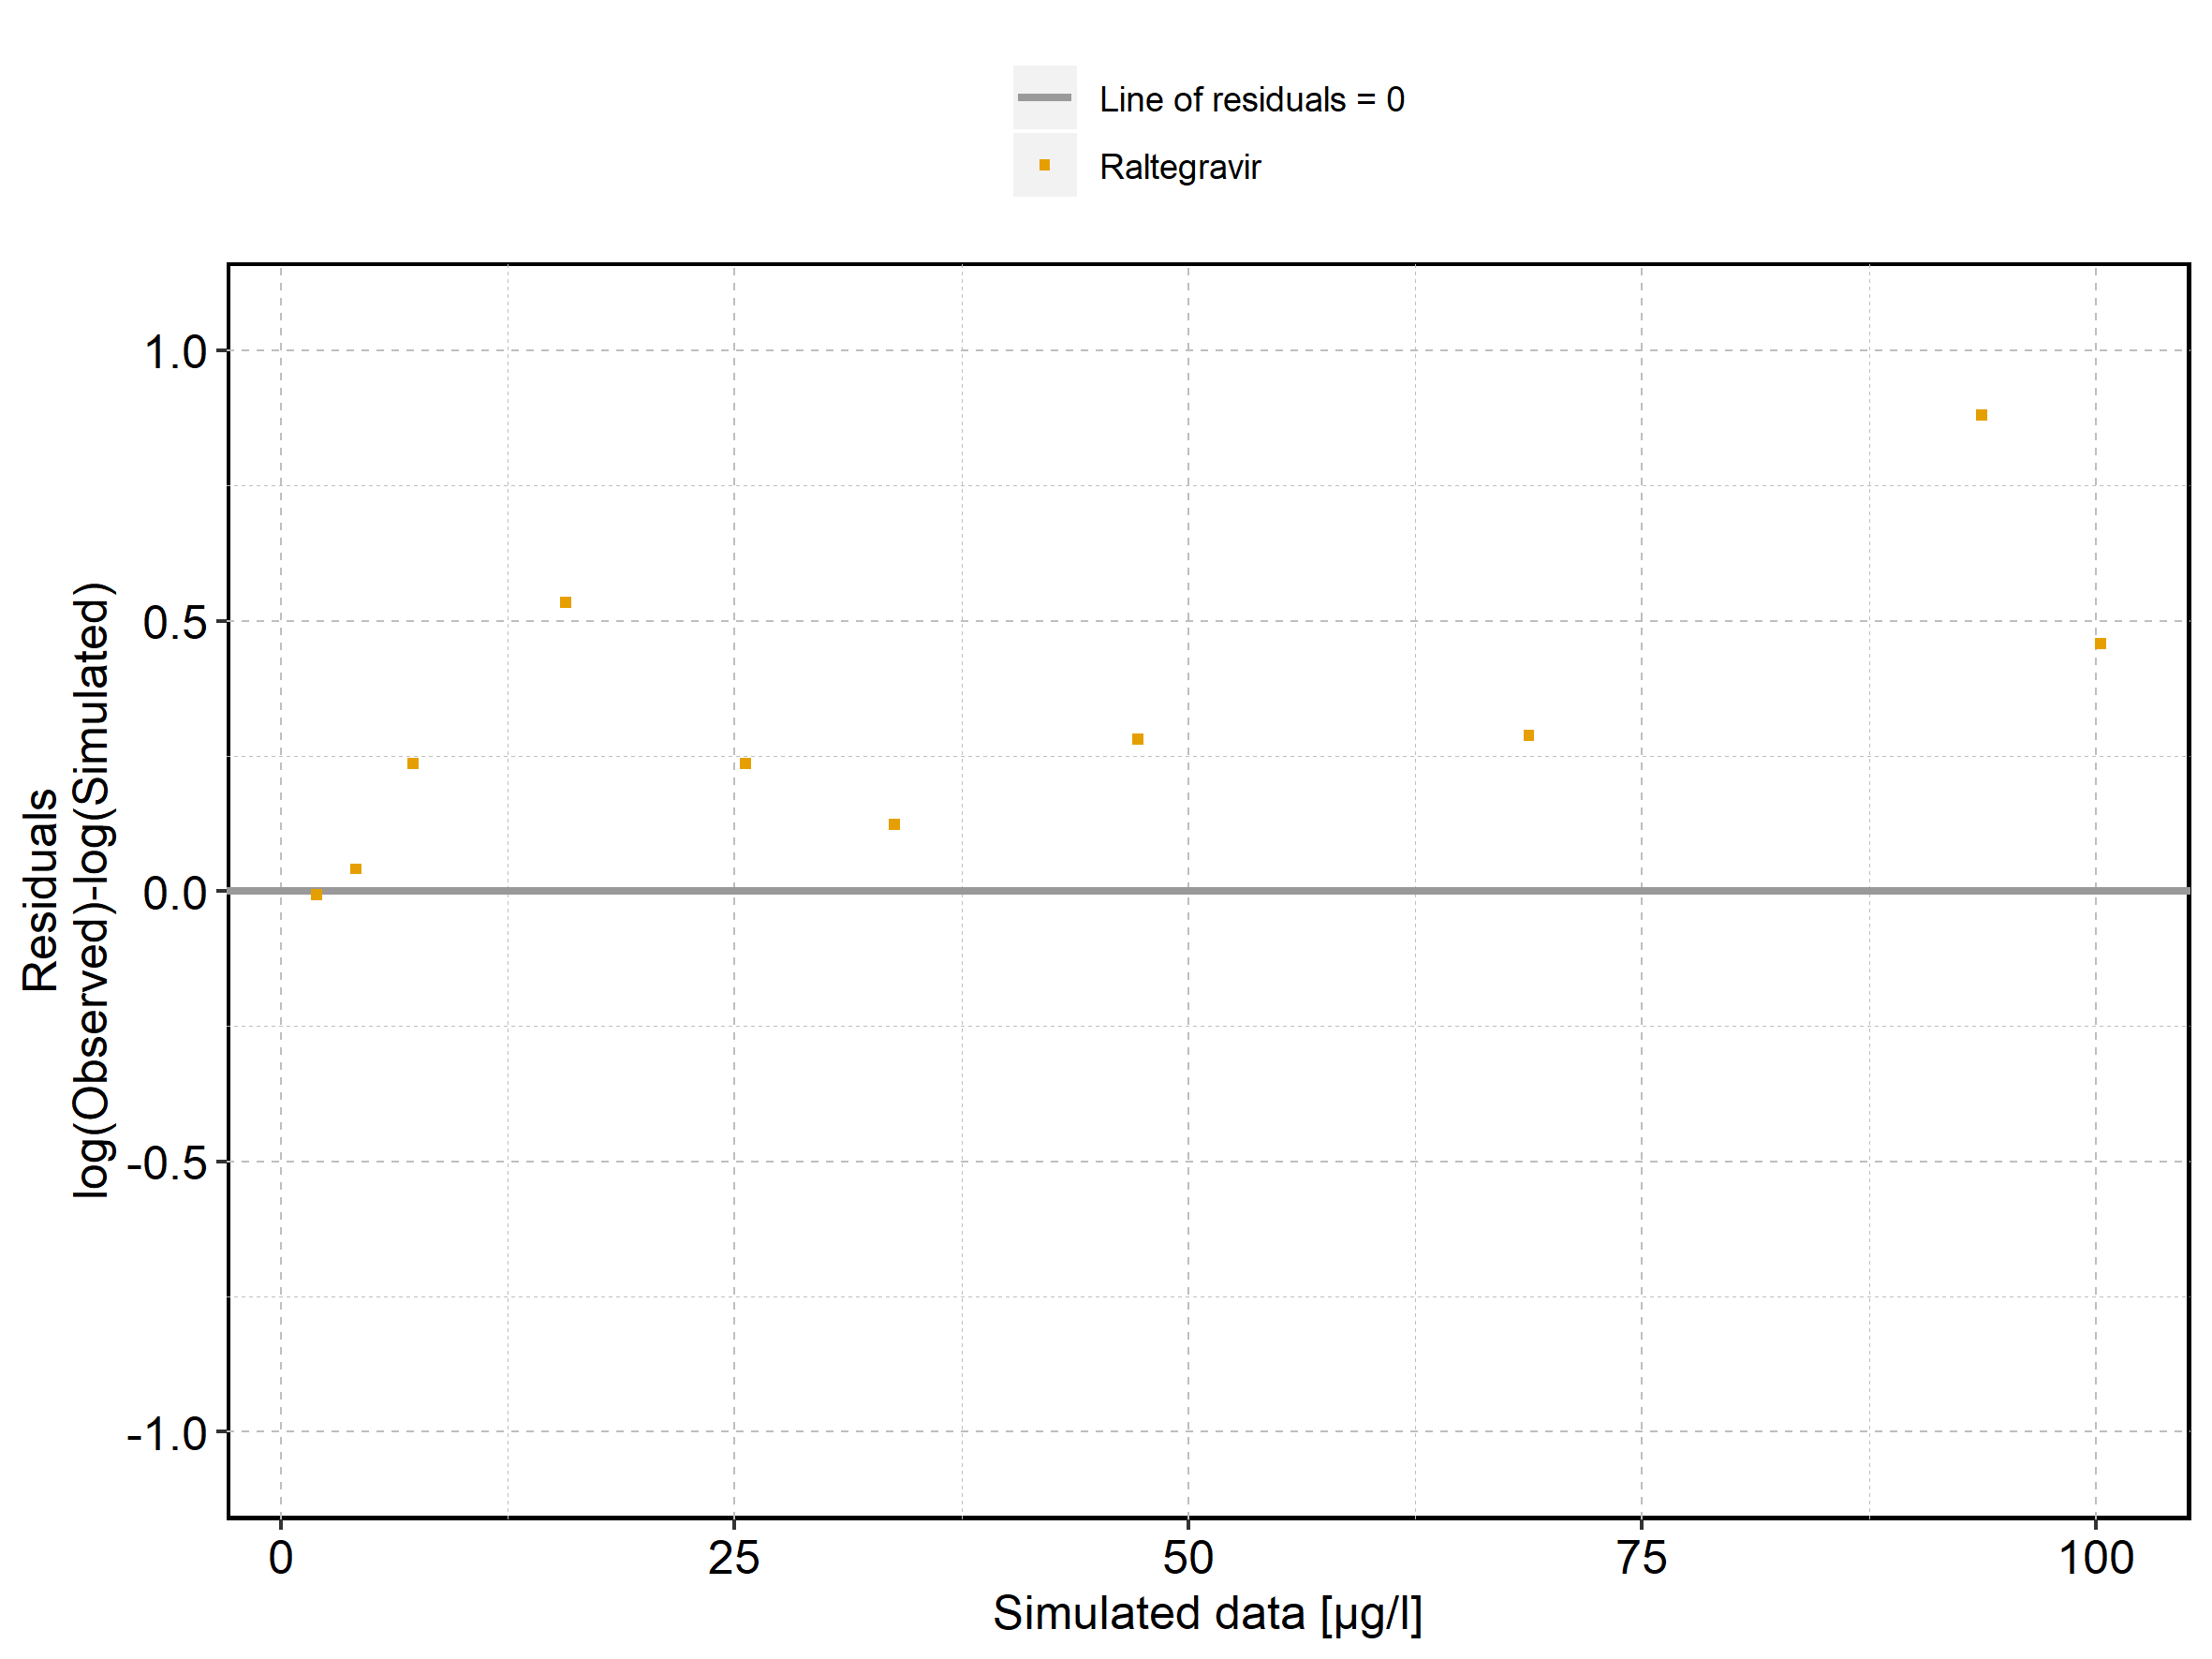 Line of residuals = 0
Raltegravir
Residuals
log(Observed)-log(Simulated)
1.0
0.5
0.0
-0.5
-1.0
0
25
50
75
100
Simulated data [µg/l]